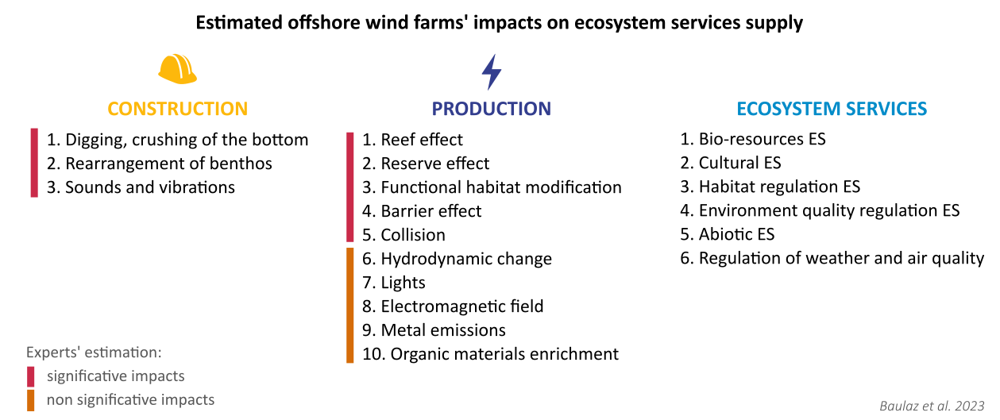 Estimated offshore wind farms' impacts on ecosystem services supply
CONSTRUCTION
1. Digging, crushing of the bottom
2. Rearrangement of benthos
3. Sounds and vibrations
PRODUCTION
1. Reef effect
2. Reserve effect
3. Functional habitat modification
4. Barrier effect
5. Collision
6. Hydrodynamic change
7. Lights
8. Electromagnetic field
9. Metal emissions
10. Organic materials enrichment
ECOSYSTEM SERVICES
1. Bio-resources ES
2. Cultural ES
3. Habitat regulation ES
4. Environment quality regulation ES
5. Abiotic ES
6. Regulation of weather and air quality
Experts' estimation:
significative impacts
non significative impacts
Baulaz et al. 2023